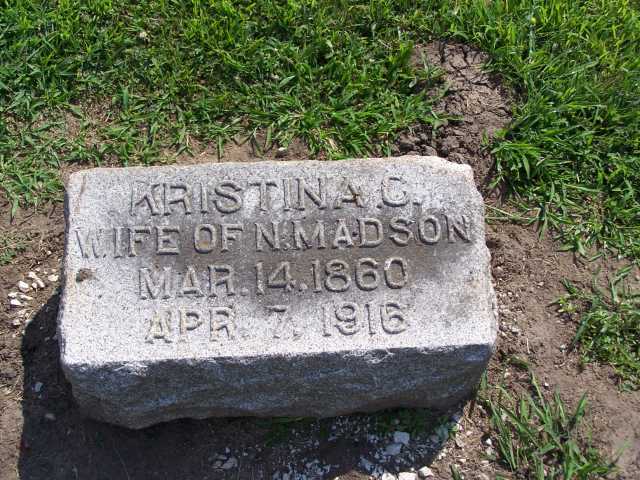 KRISTINA C.
WIFE OF N. MADSON
MAR. 14. 1860
APR. 7, 1916